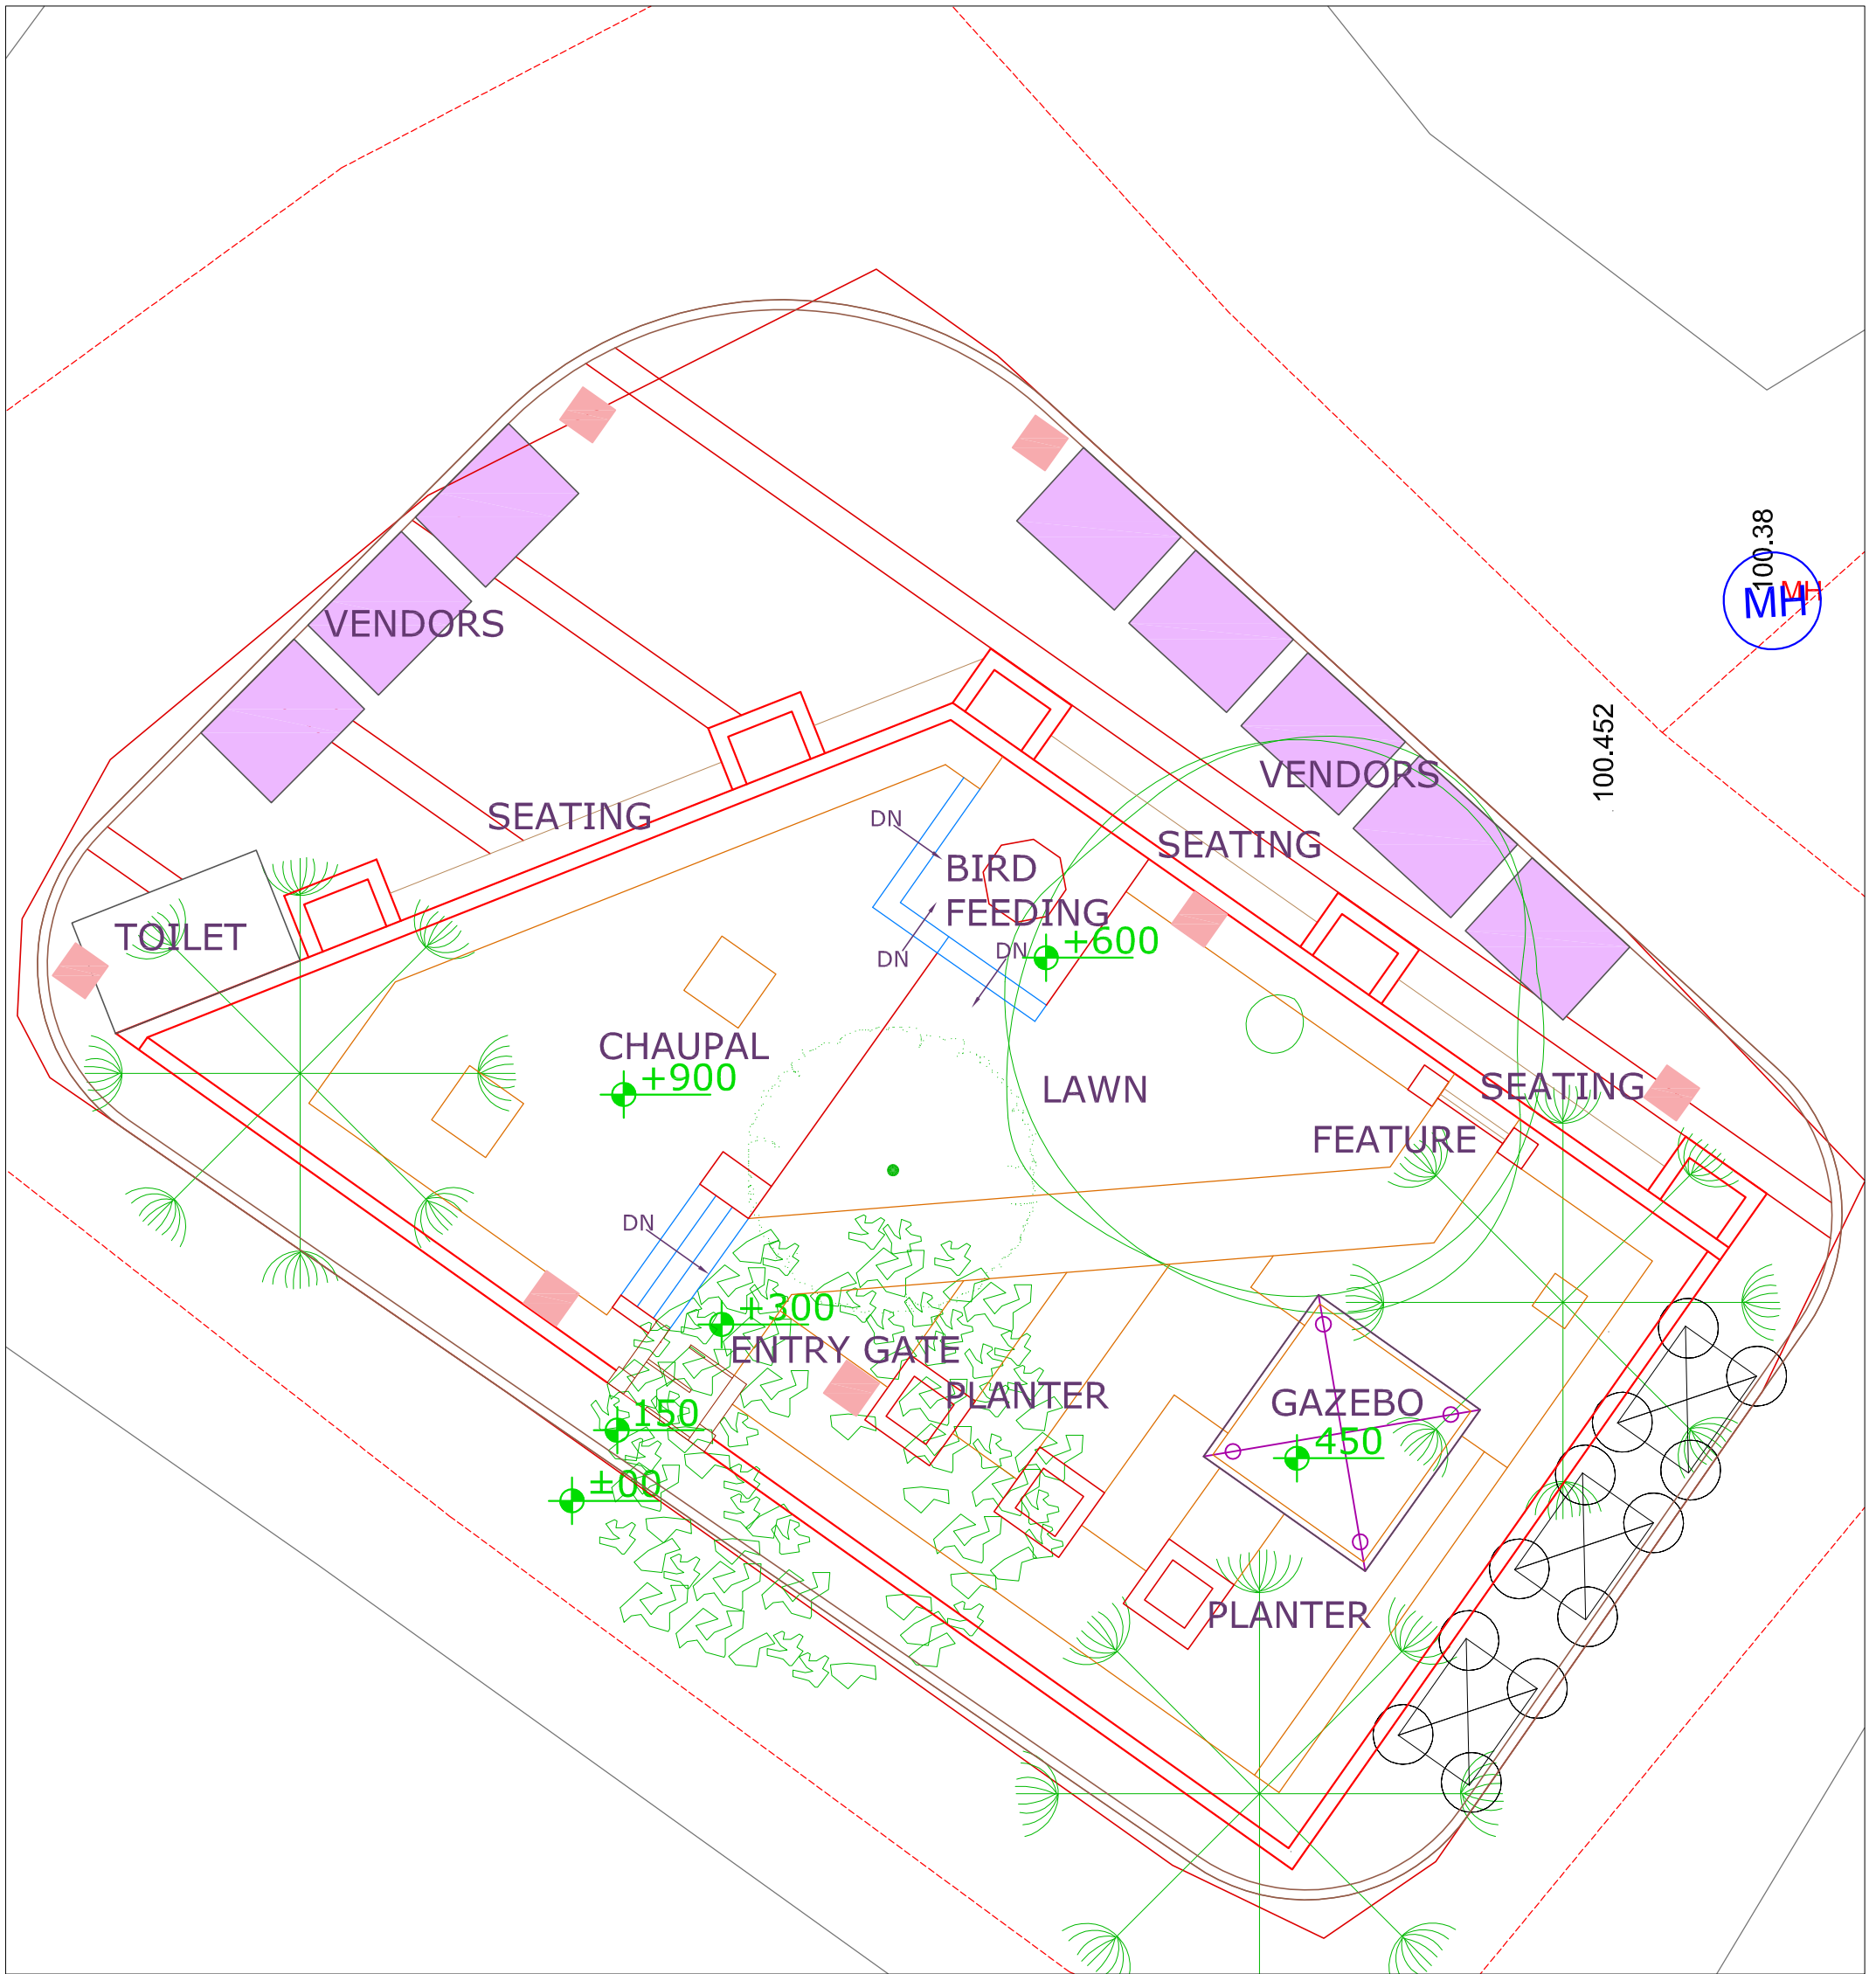 100.38
MH
MH
VENDORS
100.452
VENDORS
SEATING
DN
SEATING
BIRD
FEEDING
TOILET
+600
DN
DN
CHAUPAL
+900
LAWN
SEATING
FEATURE
DN
+300
ENTRY GATE
PLANTER
GAZEBO
150
450
±00
PLANTER